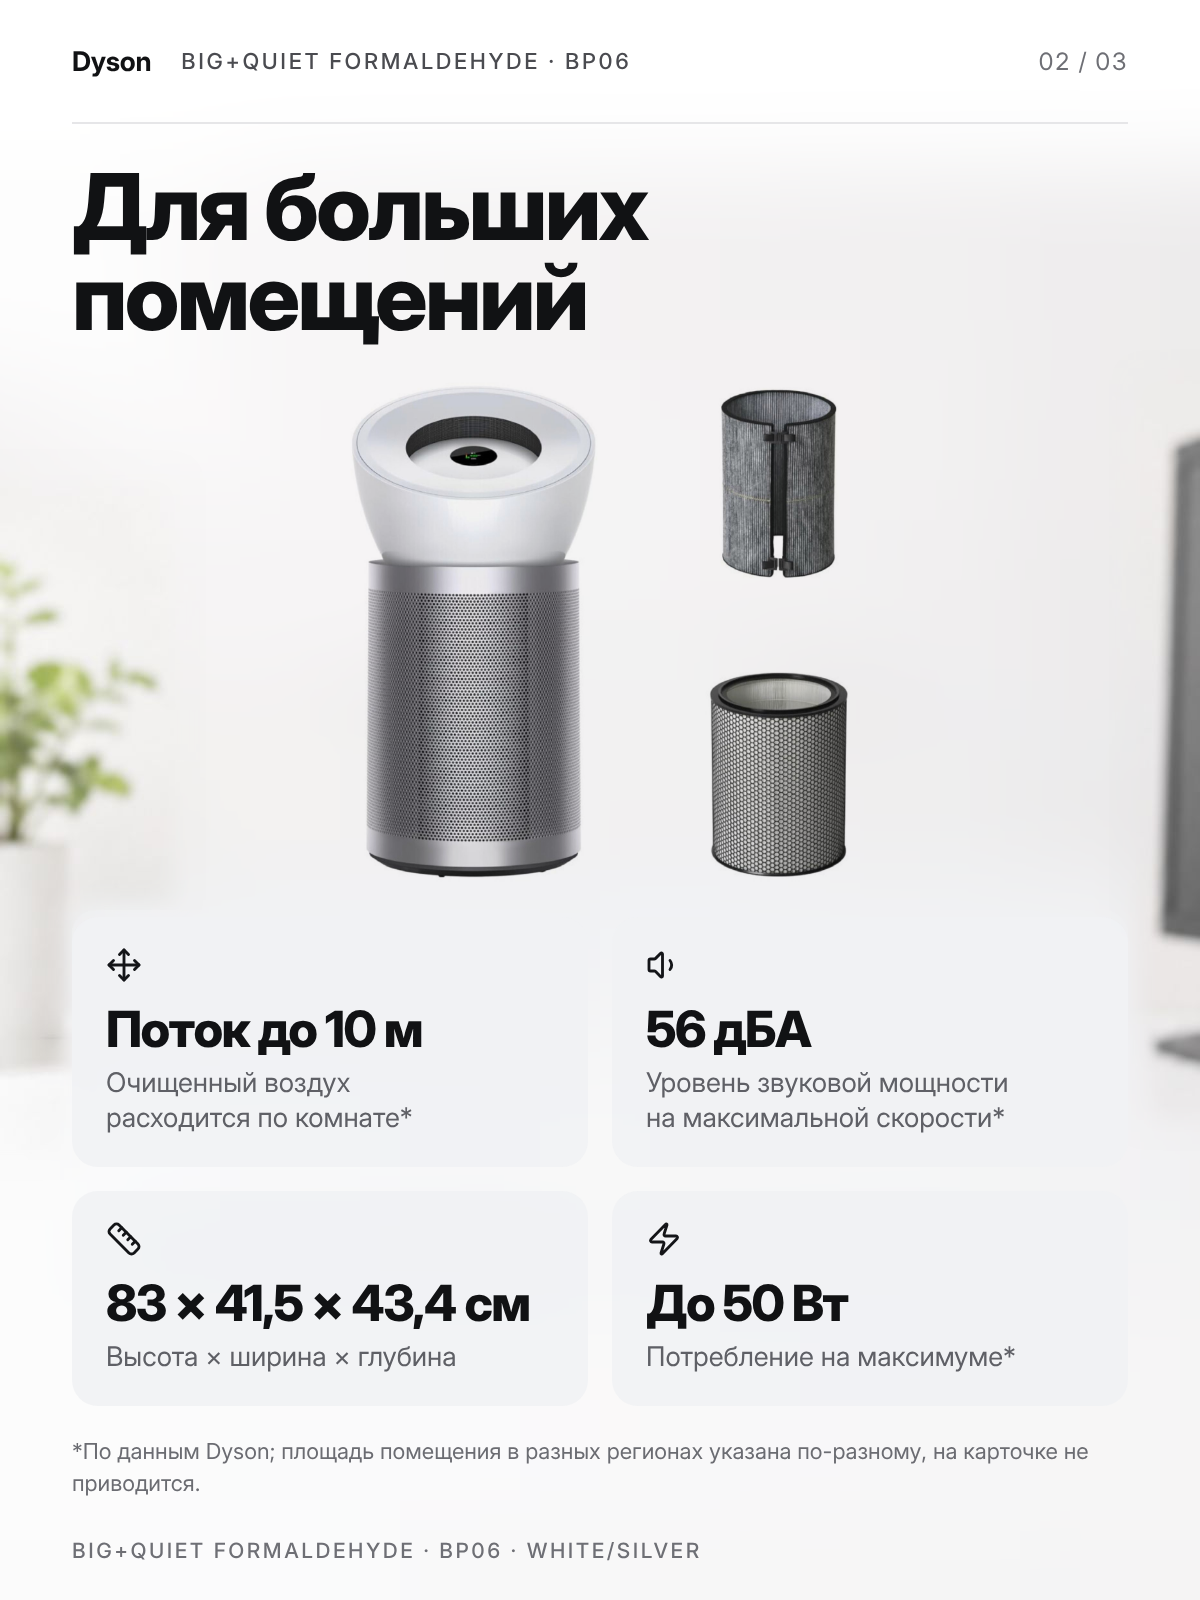 Dyson BIG+QUIET FORMALDEHYDE · BP06 02 / 03
Для больших
помещений
Поток до 10 м
Очищенный воздух
расходится по комнате*
56 дБА
Уровень звуковой мощности
на максимальной скорости*
83 × 41,5 × 43,4 см
Высота × ширина × глубина
До 50 Вт
Потребление на максимуме*
*По данным Dyson; площадь помещения в разных регионах указана по-разному, на карточке не
приводится.
BIG+QUIET FORMALDEHYDE · BP06 · WHITE/SILVER